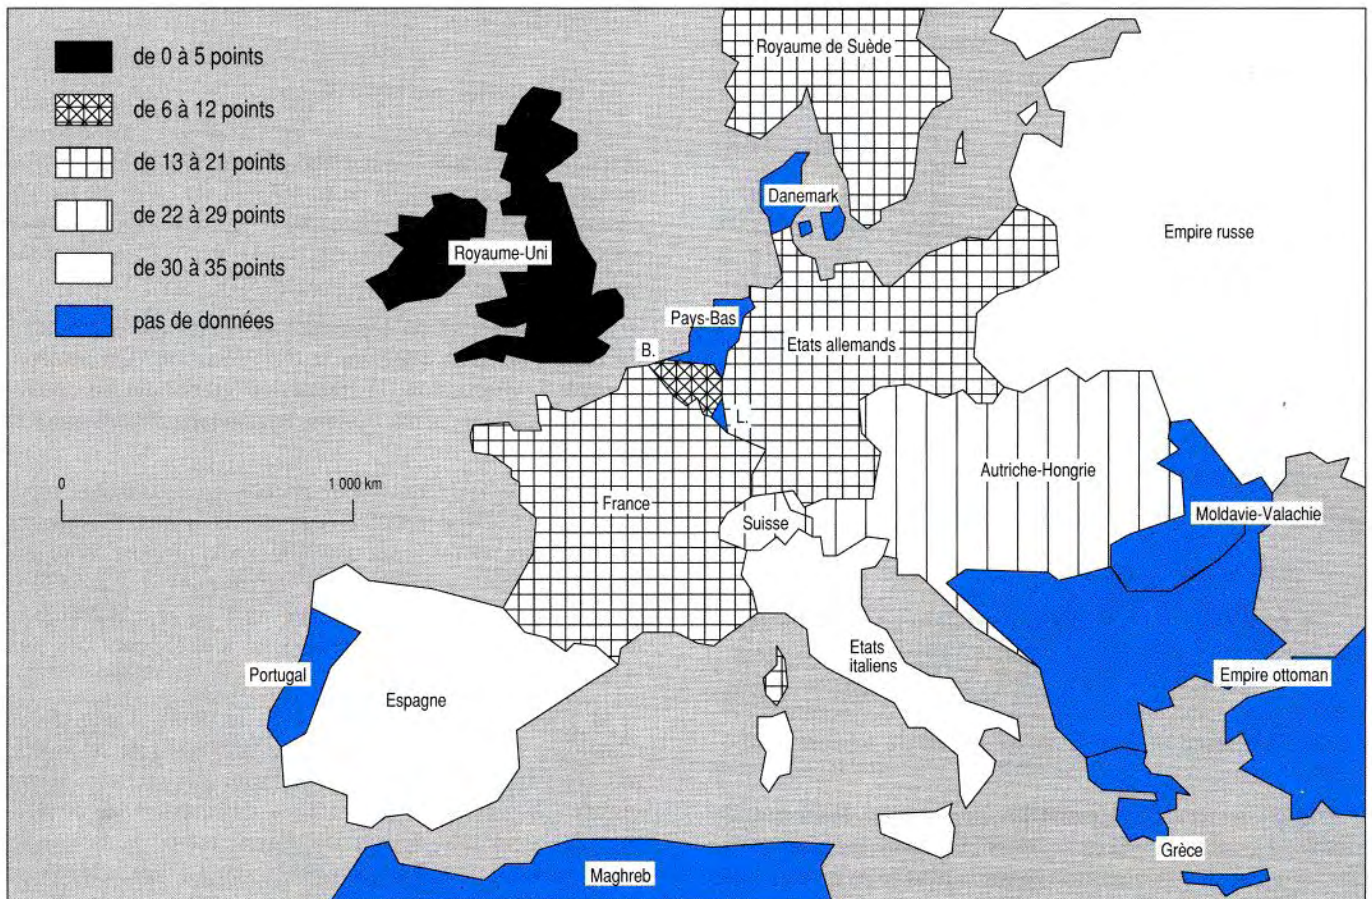 de 0 à 5 points
de 6 à 12 points
de 13 à 21 points
de 22 à 29 points
de 30 à 35 points
pas de données
0
1 000 km
Royaume de Suède
Danemark
Royaume-Uni
Empire russe
Pays-Bas
B.
Etats allemands
L.
Autriche-Hongrie
France
Suisse
Moldavie-Valachie
Etats
italiens
Portugal
Espagne
Empire ottoman
Grèce
Maghreb